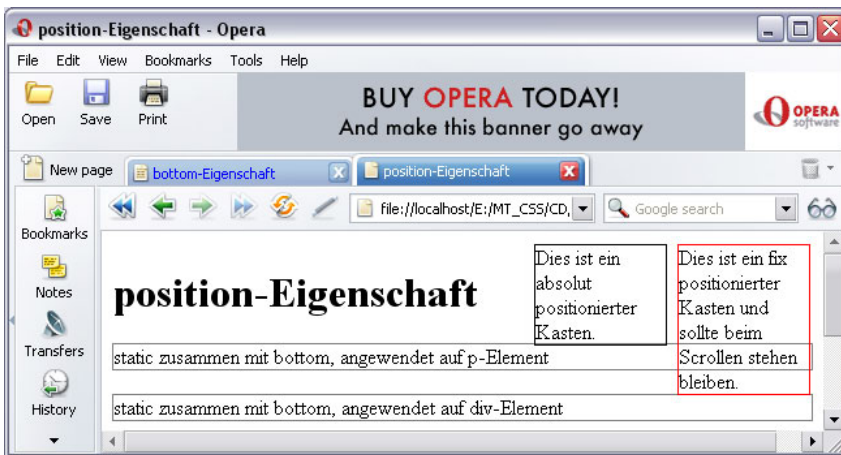 position-Eigenschaft - Opera
File Edit View Bookmarks Tools Help
Open Save Print
BUY OPERA TODAY!
And make this banner go away
OPERA
software
New page
bottom-Eigenschaft
position-Eigenschaft
file://localhost/E:/MT_CSS/CD,
Google search
Bookmarks
Notes
Transfers
History
position-Eigenschaft
Dies ist ein
absolut
positionierter
Kasten.
Dies ist ein fix
positionierter
Kasten und
sollte beim
Scrollen stehen
bleiben.
static zusammen mit bottom, angewendet auf p-Element
static zusammen mit bottom, angewendet auf div-Element